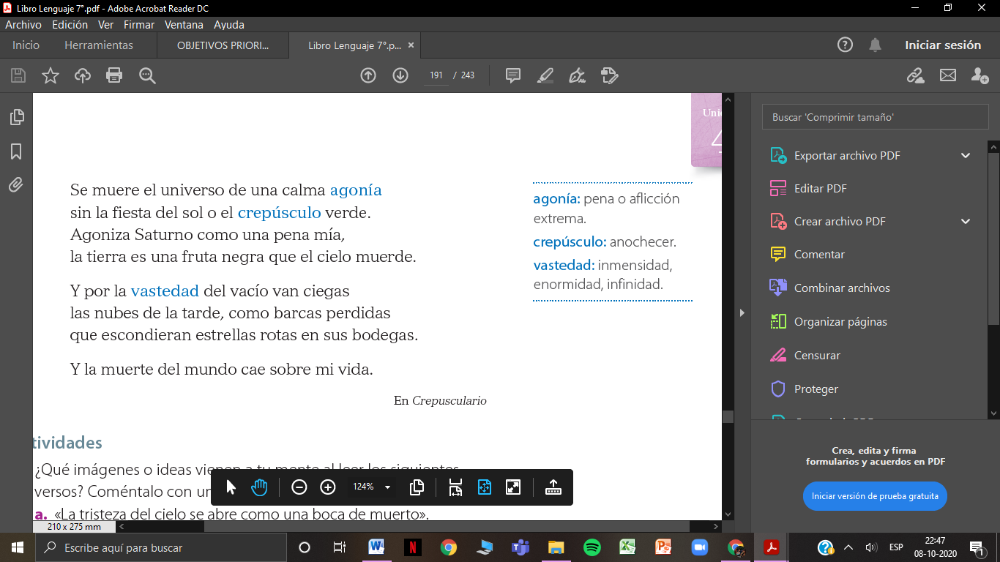 Libro Lenguaje 7°.pdf - Adobe Acrobat Reader DC
Archivo Edición Ver Firmar Ventana Ayuda
Inicio Herramientas OBJETIVOS PRIORI... Libro Lenguaje 7°.p... × Iniciar sesión
191 / 243
Buscar 'Comprimir tamaño'
Exportar archivo PDF
Editar PDF
Crear archivo PDF
Comentar
Combinar archivos
Organizar páginas
Censurar
Proteger
Crea, edita y firma
formularios y acuerdos en PDF
Iniciar versión de prueba gratuita
Se muere el universo de una calma agonía
sin la fiesta del sol o el crepúsculo verde.
Agoniza Saturno como una pena mía,
la tierra es una fruta negra que el cielo muerde.
Y por la vastedad del vacío van ciegas
las nubes de la tarde, como barcas perdidas
que escondieran estrellas rotas en sus bodegas.
Y la muerte del mundo cae sobre mi vida.
En Crepusculario
agonía: pena o aflicción
extrema.
crepúsculo: anochecer.
vastedad: inmensidad,
enormidad, infinidad.
tividades
¿Qué imágenes o ideas vienen a tu mente al leer los siguientes
versos? Coméntalo con
a. «La tristeza del cielo se abre como una boca de muerto».
124%
210 x 275 mm
Escribe aquí para buscar
ESP
22:47
08-10-2020
1